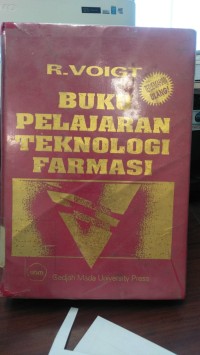 R.VOIGT
BUKU
PELAJARAN
TEKNOLOGI
FARMASI
Gadjah Mada University Press